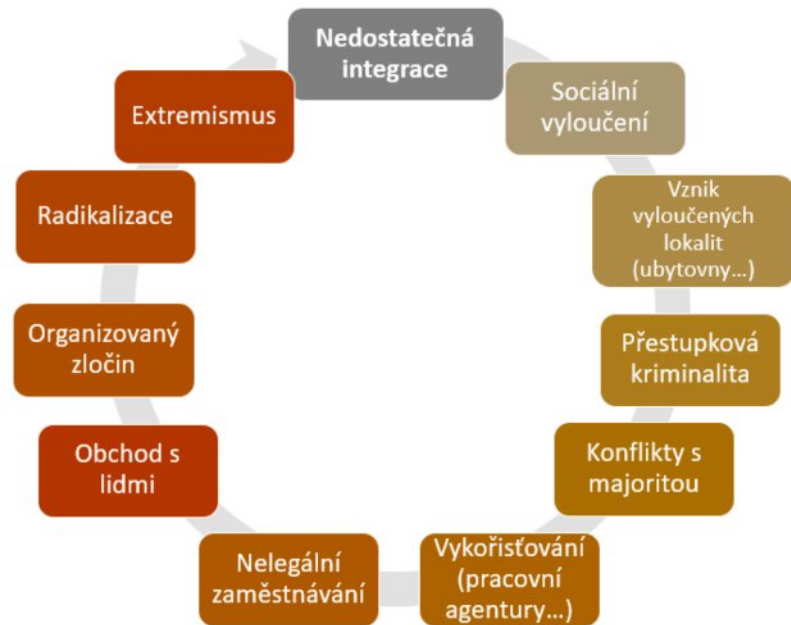 Nedostatečná
integrace
Sociální
vyloučení
Vznik
vyloučených
lokalit
(ubytovny…)
Přestupková
kriminalita
Konflikty s
majoritou
Vykořisťování
(pracovní
agentury…)
Nelegální
zaměstnávání
Obchod s
lidmi
Organizovaný
zločin
Radikalizace
Extremismus